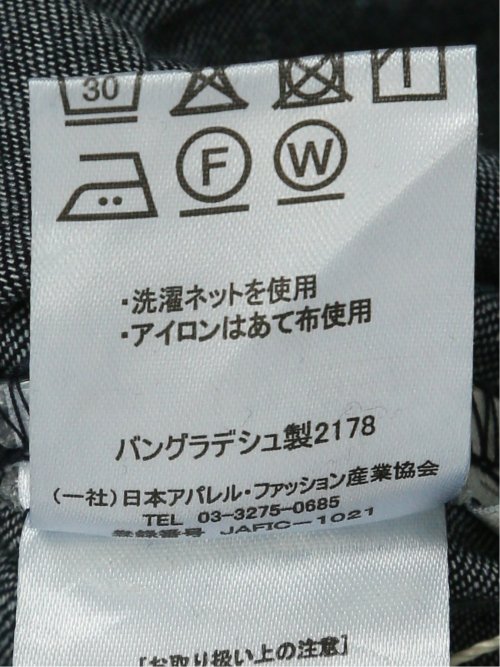 30
F W
・洗濯ネットを使用
・アイロンはあて布使用
バングラデシュ製2178
(一社)日本アパレル・ファッション産業協会
TEL 03-3275-0685
登録番号 JAFIC-1021
[お取り扱い上の注意]